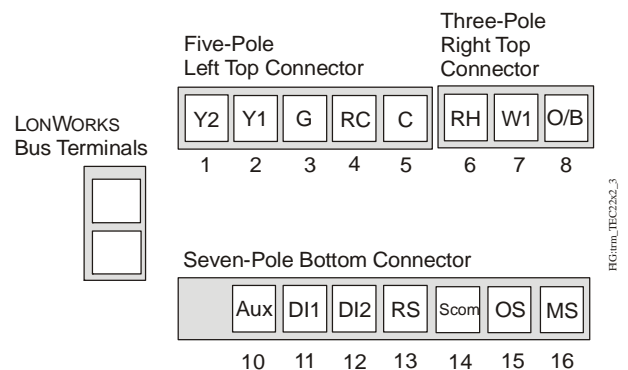 Five-Pole
Left Top Connector
Three-Pole
Right Top
Connector
LONWORKS
Bus Terminals
Y2 Y1 G RC C RH W1 O/B
1 2 3 4 5 6 7 8
HG:trm_TEC22x2_3
Seven-Pole Bottom Connector
Aux DI1 DI2 RS Scom OS MS
10 11 12 13 14 15 16